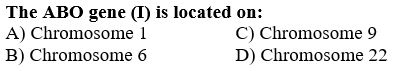 The ABO gene (I) is located on:
A) Chromosome 1 C) Chromosome 9
B) Chromosome 6 D) Chromosome 22